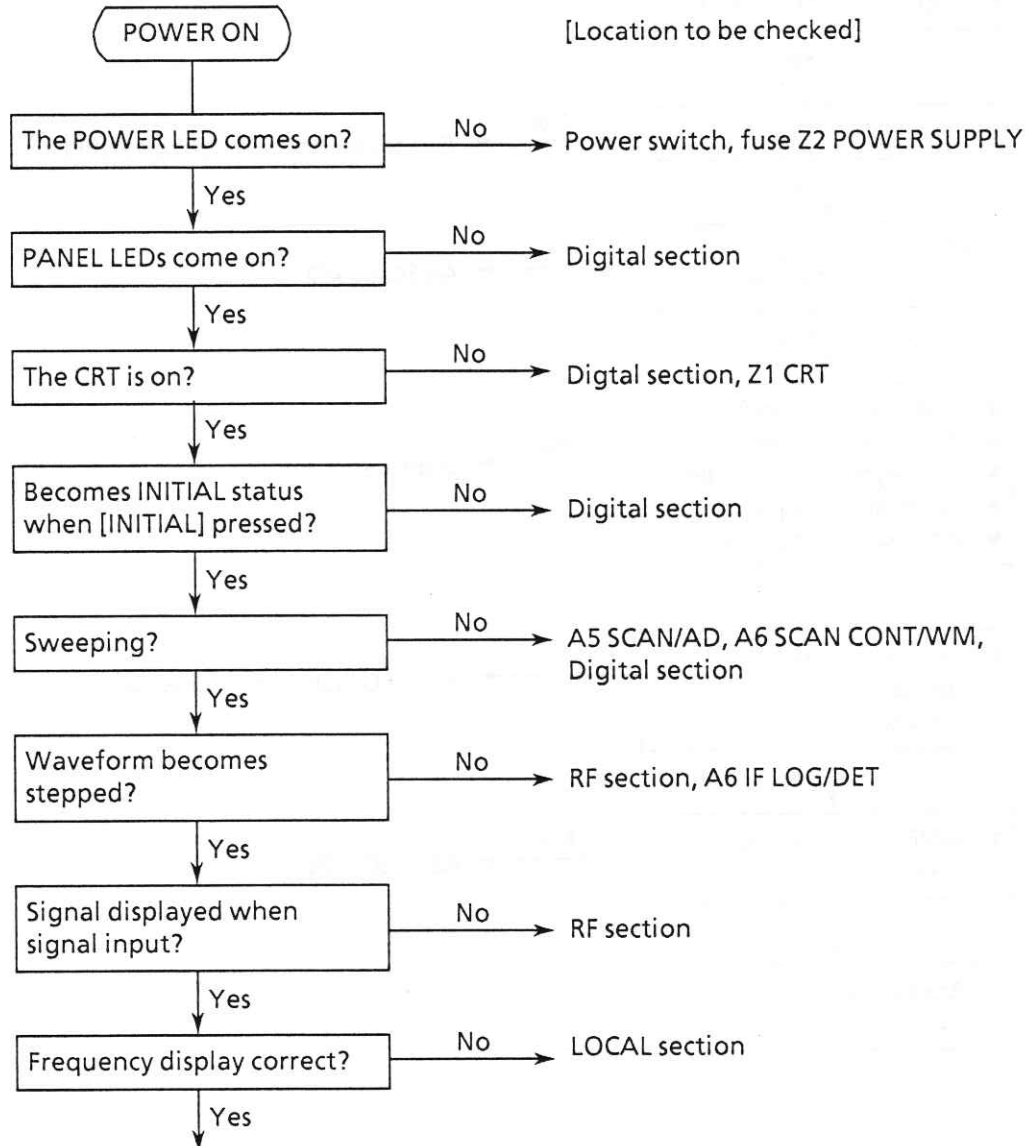 POWER ON
[Location to be checked]
The POWER LED comes on?
No
Power switch, fuse Z2 POWER SUPPLY
Yes
PANEL LEDs come on?
No
Digital section
Yes
The CRT is on?
No
Digtal section, Z1 CRT
Yes
Becomes INITIAL status
when [INITIAL] pressed?
No
Digital section
Yes
Sweeping?
No
A5 SCAN/AD, A6 SCAN CONT/WM,
Digital section
Yes
Waveform becomes
stepped?
No
RF section, A6 IF LOG/DET
Yes
Signal displayed when
signal input?
No
RF section
Yes
Frequency display correct?
No
LOCAL section
Yes